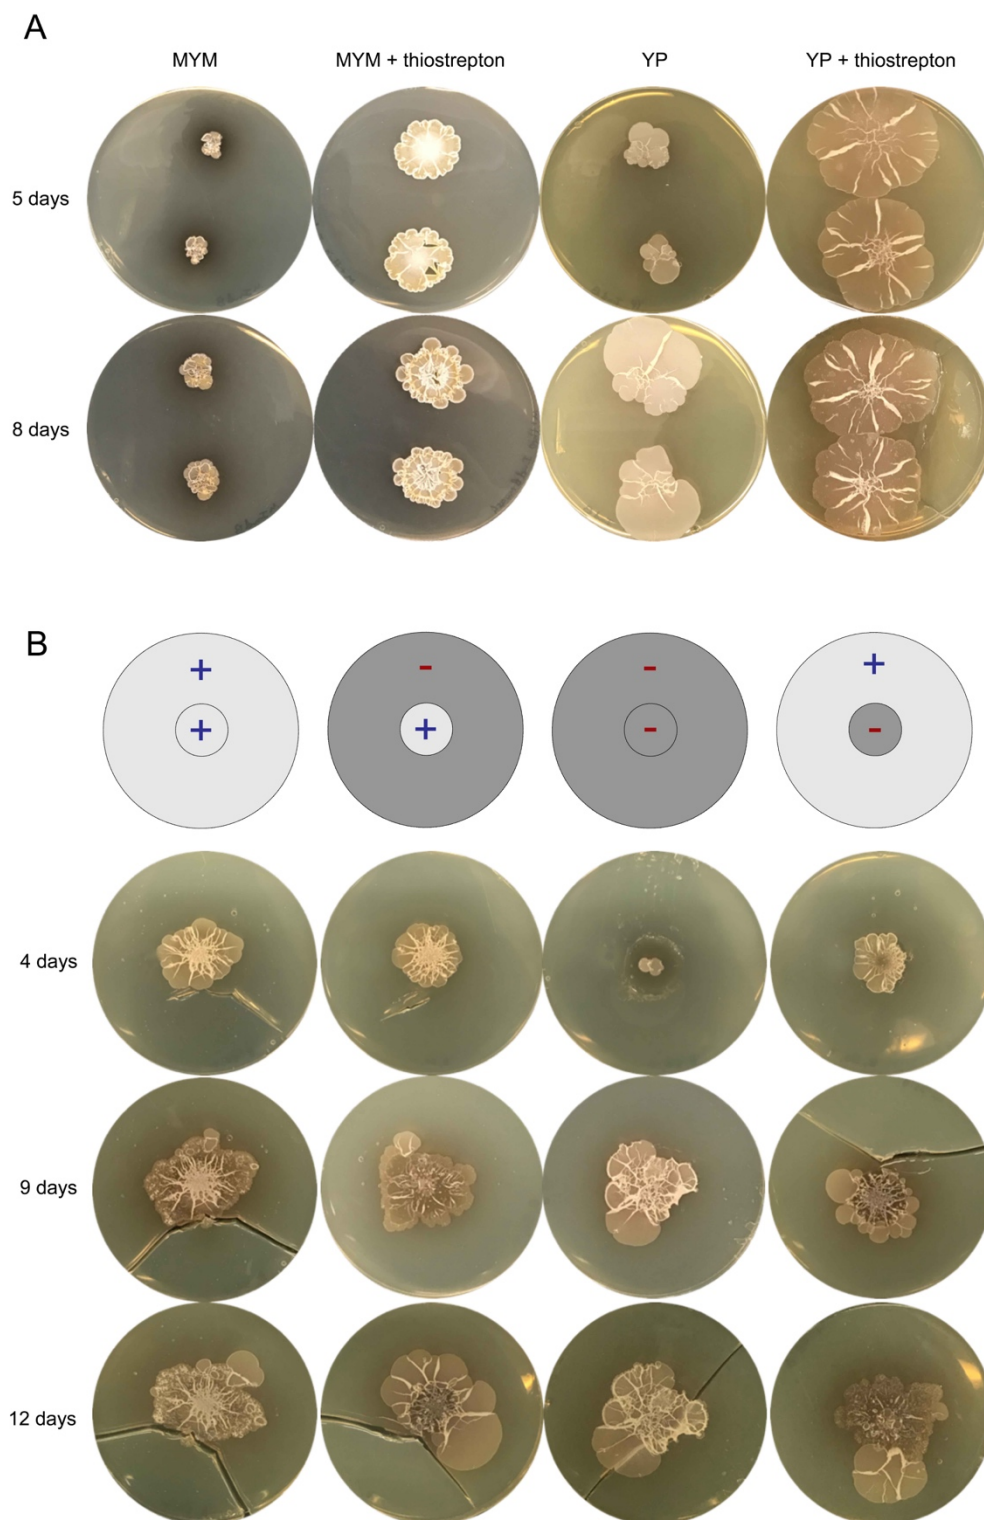 A
MYM MYM + thiostrepton YP YP + thiostrepton
5 days
8 days
B
+ - - +
+ + - -
4 days
9 days
12 days